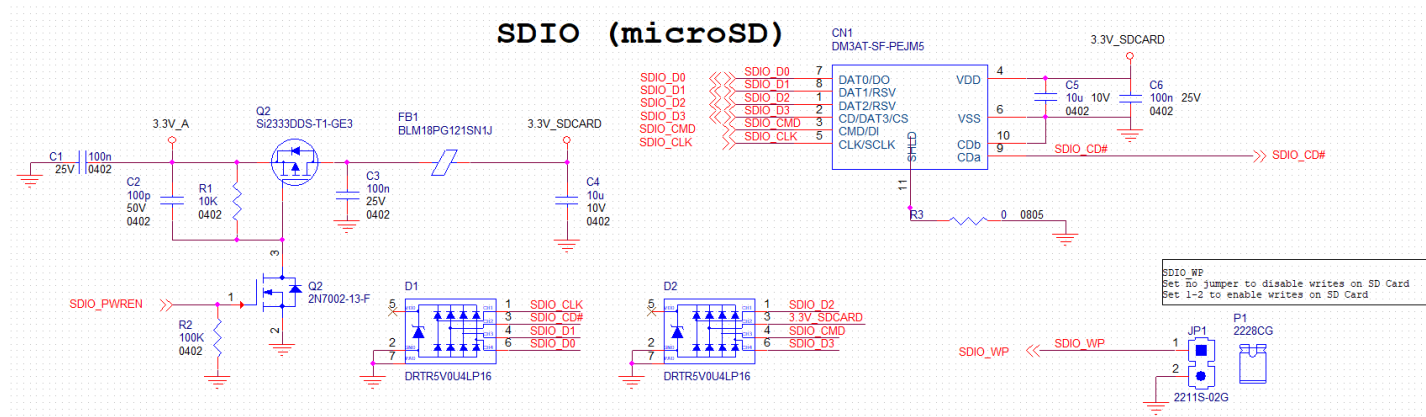 SDIO (microSD)
CN1
DM3AT-SF-PEJM5
3.3V_SDCARD
SDIO_D0
SDIO_D1
SDIO_D2
SDIO_D3
SDIO_CMD
SDIO_CLK
SDIO_D0
SDIO_D1
SDIO_D2
SDIO_D3
SDIO_CMD
SDIO_CLK
7
8
1
2
3
5
DAT0/DO
DAT1/RSV
DAT2/RSV
CD/DAT3/CS
CMD/DI
CLK/SCLK
SHLD
11
VDD
VSS
CDb
CDa
4
6
10
9
C5
10u 10V
0402
C6
100n 25V
0402
SDIO_CD#
SDIO_CD#
R3
0 0805
Q2
Si2333DDS-T1-GE3
FB1
BLM18PG121SN1J
3.3V_A
3.3V_SDCARD
C1
100n
25V
0402
C2
100p
50V
0402
R1
10K
0402
C3
100n
25V
0402
C4
10u
10V
0402
3
SDIO_PWREN
1
Q2
2N7002-13-F
2
R2
100K
0402
D1
5
2
7
1
3
4
6
SDIO_CLK
SDIO_CD#
SDIO_D1
SDIO_D0
DRTR5V0U4LP16
D2
5
2
7
1
3
4
6
SDIO_D2
3.3V_SDCARD
SDIO_CMD
SDIO_D3
DRTR5V0U4LP16
SDIO_WP
Set no jumper to disable writes on SD Card
Set 1-2 to enable writes on SD Card
SDIO_WP
SDIO_WP
JP1
1
2
2211S-02G
P1
2228CG